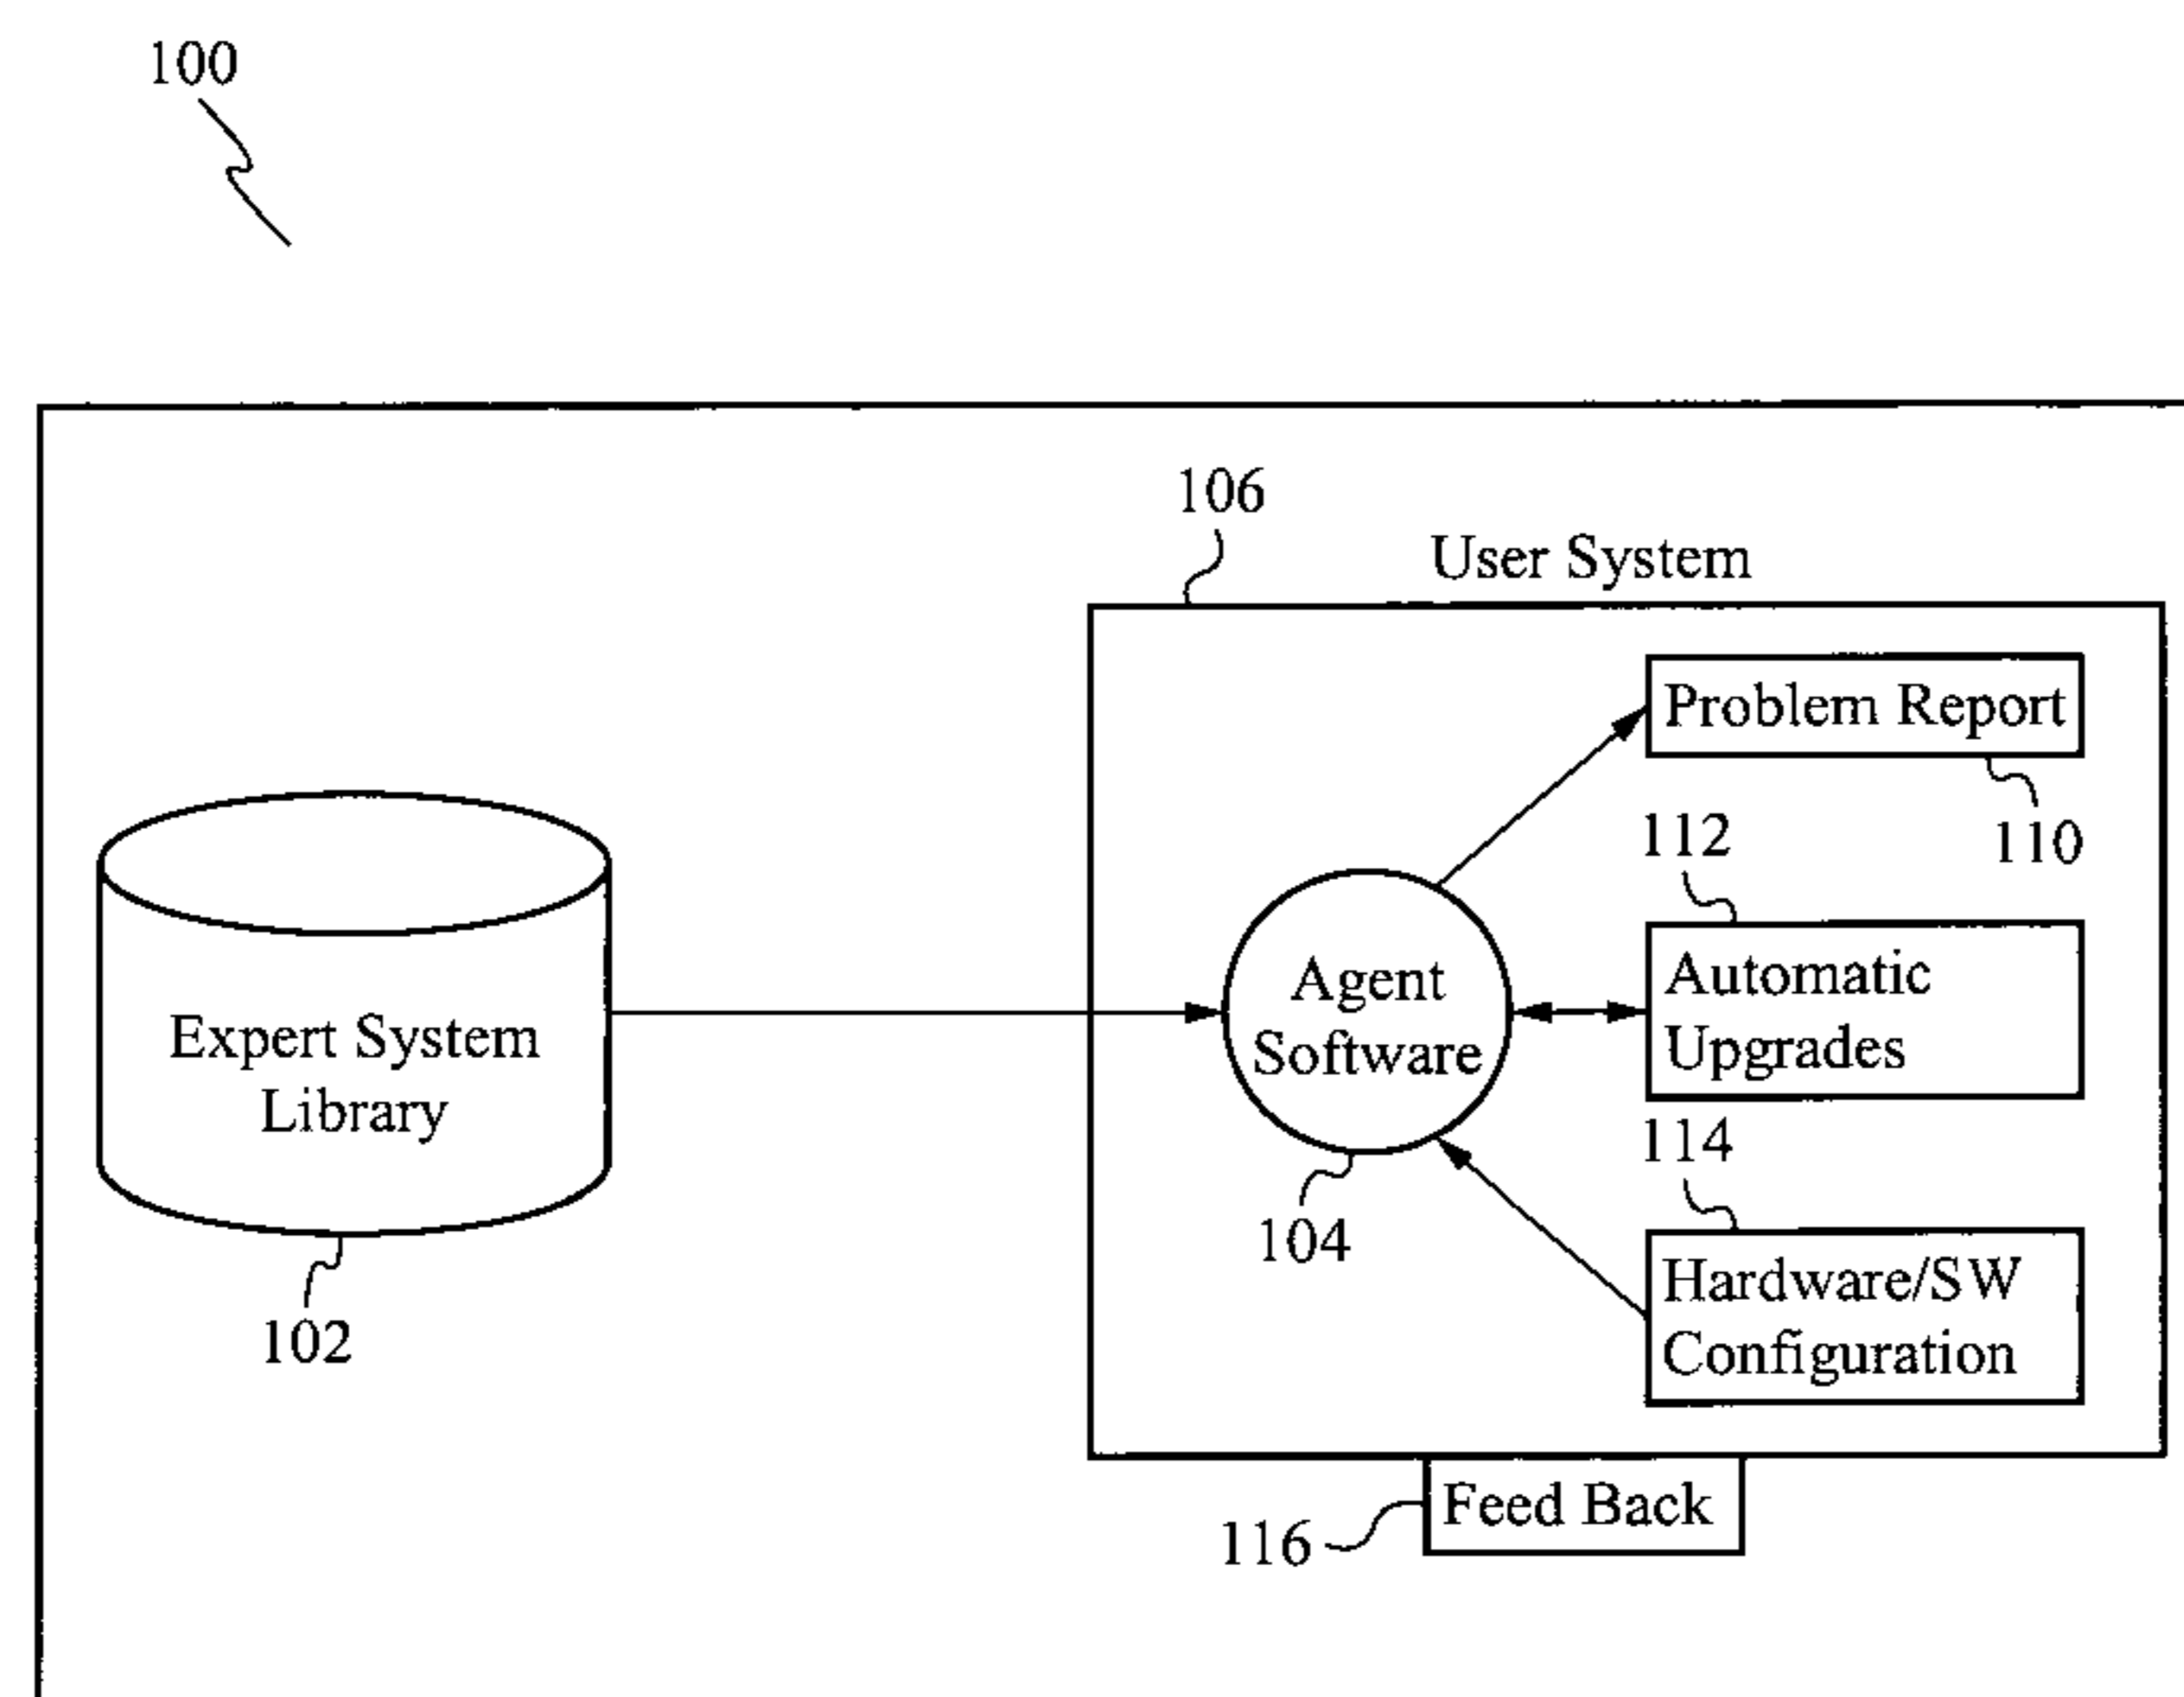 100
106
User System
Problem Report
110
112
Automatic
Upgrades
Agent
Software
Expert System
Library
104
114
Hardware/SW
Configuration
102
Feed Back
116